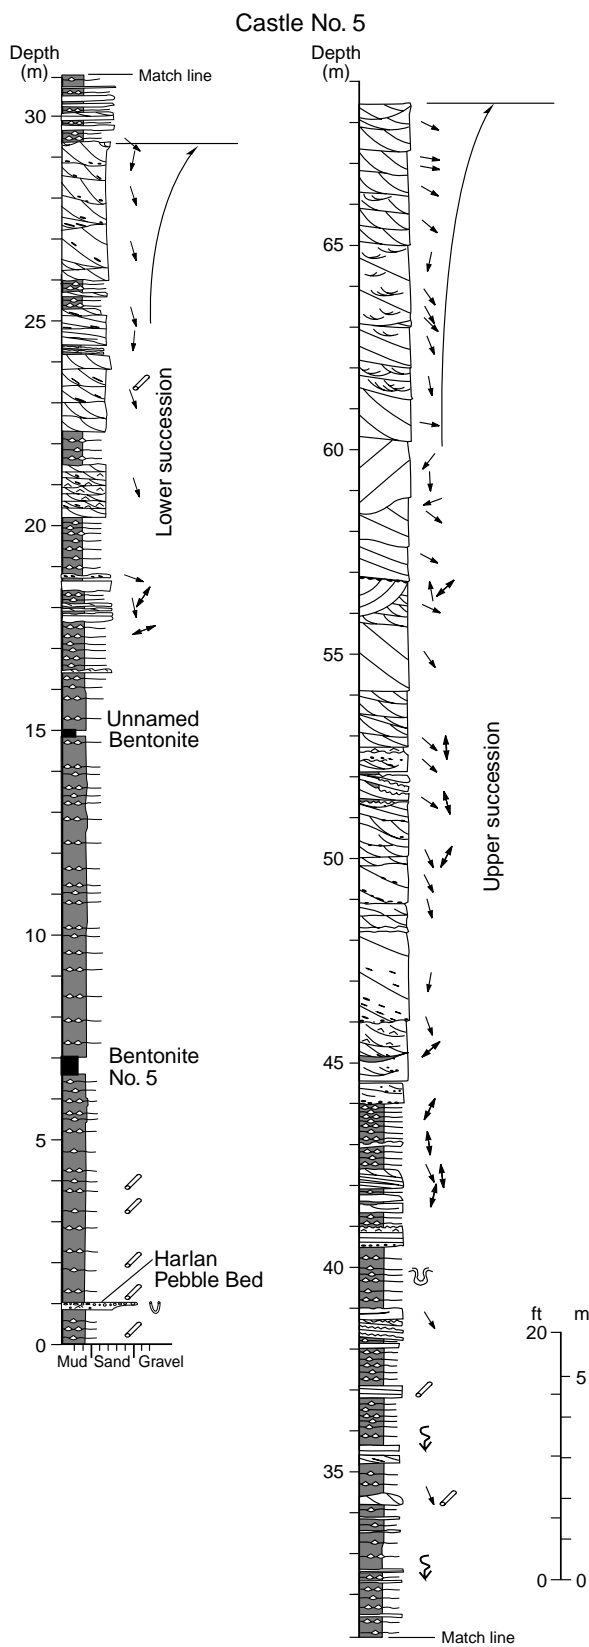 Castle No. 5
Depth
(m)
Match line
30
25
20
15
10
5
0
Lower succession
Unnamed
Bentonite
Bentonite
No. 5
Harlan
Pebble Bed
Mud Sand Gravel
Depth
(m)
65
60
55
50
45
40
35
Upper succession
ft m
20
5
0 0
Match line